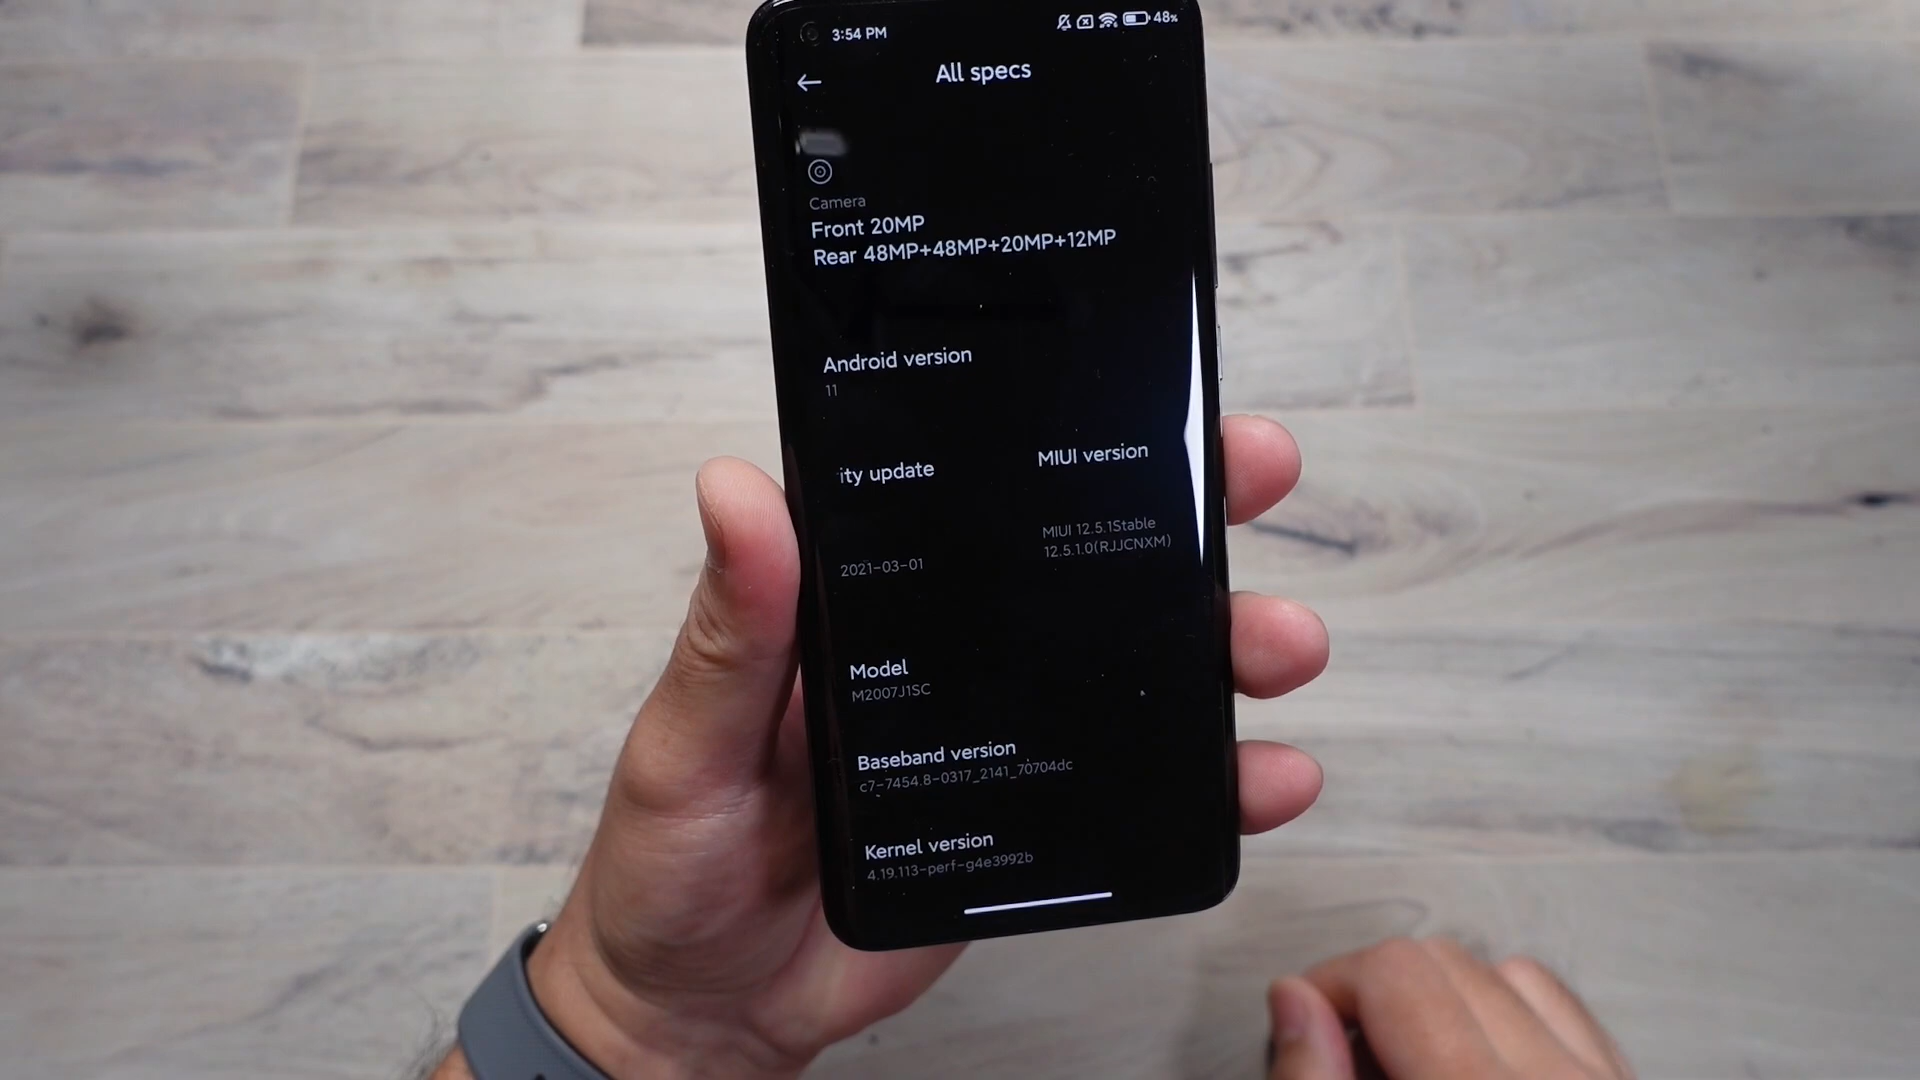 3:54 PM
48%
All specs
Camera
Front 20MP
Rear 48MP+48MP+20MP+12MP
Android version
11
ity update
2021-03-01
MIUI version
MIUI 12.5.1Stable
12.5.1.0(RJJCNXM)
Model
M2007J1SC
Baseband version
c7-7454.8-0317_2141_70704dc
Kernel version
4.19.113-perf-g4e3992b